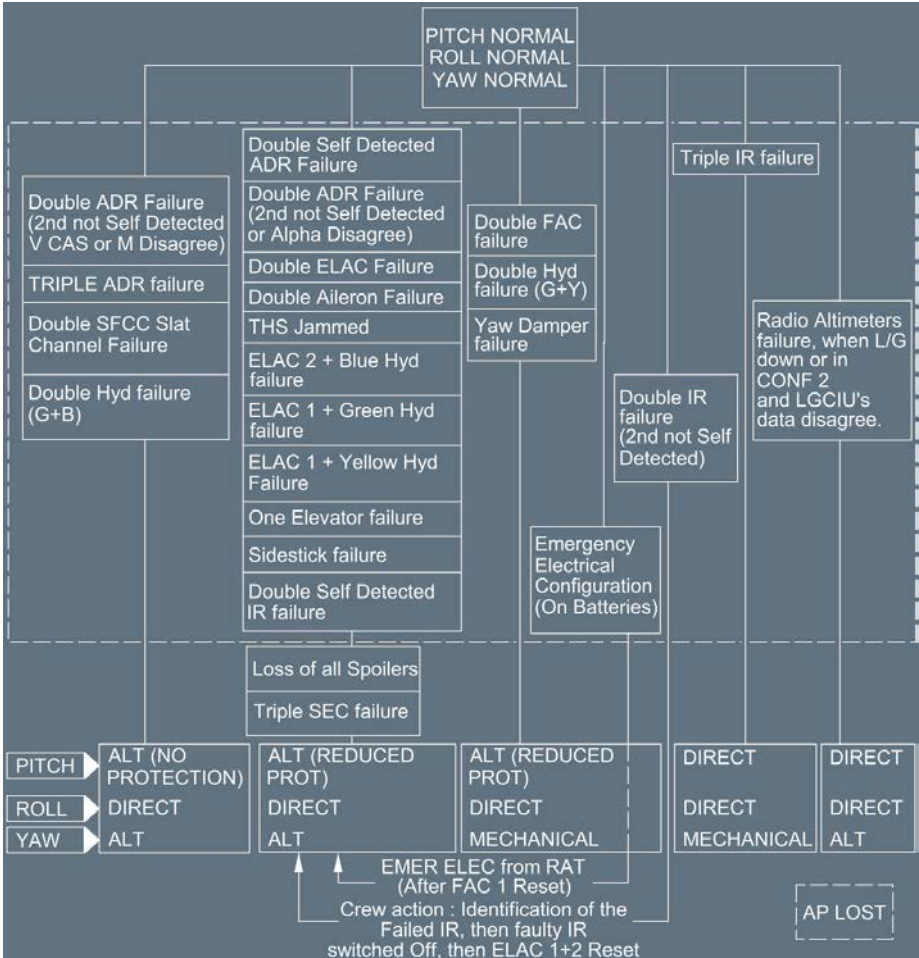 PITCH NORMAL
ROLL NORMAL
YAW NORMAL
Double ADR Failure
(2nd not Self Detected
V CAS or M Disagree)
TRIPLE ADR failure
Double SFCC Slat
Channel Failure
Double Hyd failure
(G+B)
Double Self Detected
ADR Failure
Double ADR Failure
(2nd not Self Detected
or Alpha Disagree)
Double ELAC Failure
Double Aileron Failure
THS Jammed
ELAC 2 + Blue Hyd
failure
ELAC 1 + Green Hyd
failure
ELAC 1 + Yellow Hyd
Failure
One Elevator failure
Sidestick failure
Double Self Detected
IR failure
Loss of all Spoilers
Triple SEC failure
Double FAC
failure
Double Hyd
failure (G+Y)
Yaw Damper
failure
Emergency
Electrical
Configuration
(On Batteries)
Double IR
failure
(2nd not Self
Detected)
Triple IR failure
Radio Altimeters
failure, when L/G
down or in
CONF 2
and LGCIU's
data disagree.
PITCH
ALT (NO
PROTECTION)
ALT (REDUCED
PROT)
ALT (REDUCED
PROT)
DIRECT
DIRECT
ROLL
DIRECT
DIRECT
DIRECT
DIRECT
DIRECT
YAW
ALT
ALT
MECHANICAL
MECHANICAL
ALT
EMER ELEC from RAT
(After FAC 1 Reset)
Crew action : Identification of the
Failed IR, then faulty IR
switched Off, then ELAC 1+2 Reset
AP LOST